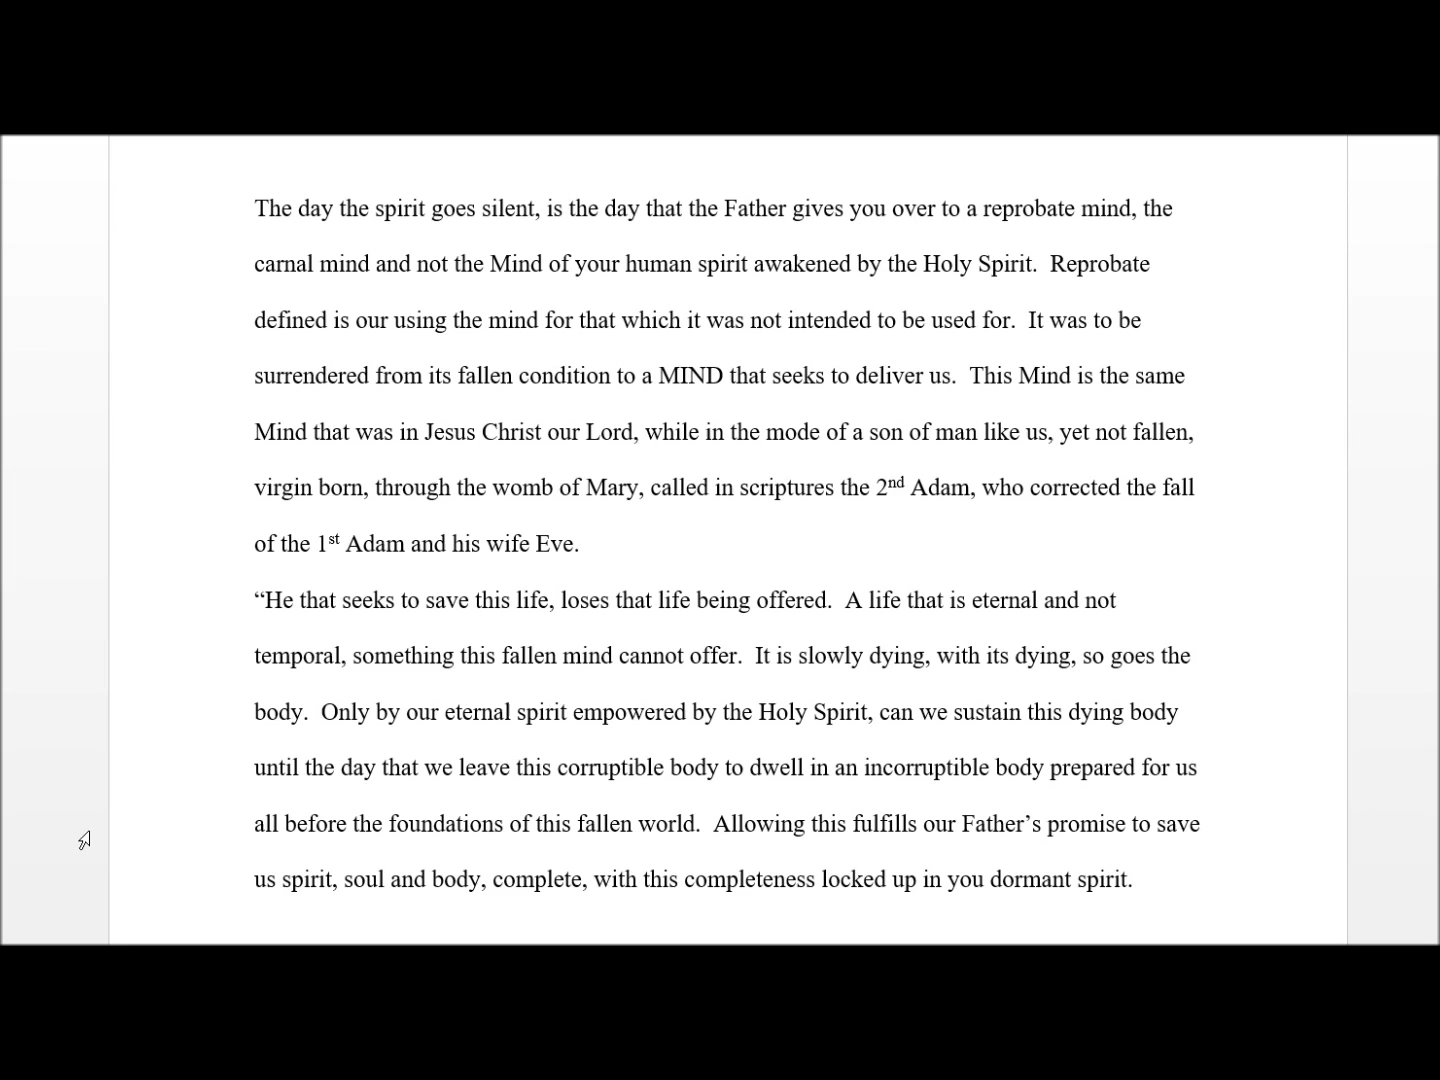 The day the spirit goes silent, is the day that the Father gives you over to a reprobate mind, the
carnal mind and not the Mind of your human spirit awakened by the Holy Spirit.  Reprobate
defined is our using the mind for that which it was not intended to be used for.  It was to be
surrendered from its fallen condition to a MIND that seeks to deliver us.  This Mind is the same
Mind that was in Jesus Christ our Lord, while in the mode of a son of man like us, yet not fallen,
virgin born, through the womb of Mary, called in scriptures the 2nd Adam, who corrected the fall
of the 1st Adam and his wife Eve.
“He that seeks to save this life, loses that life being offered.  A life that is eternal and not
temporal, something this fallen mind cannot offer.  It is slowly dying, with its dying, so goes the
body.  Only by our eternal spirit empowered by the Holy Spirit, can we sustain this dying body
until the day that we leave this corruptible body to dwell in an incorruptible body prepared for us
all before the foundations of this fallen world.  Allowing this fulfills our Father’s promise to save
us spirit, soul and body, complete, with this completeness locked up in you dormant spirit.